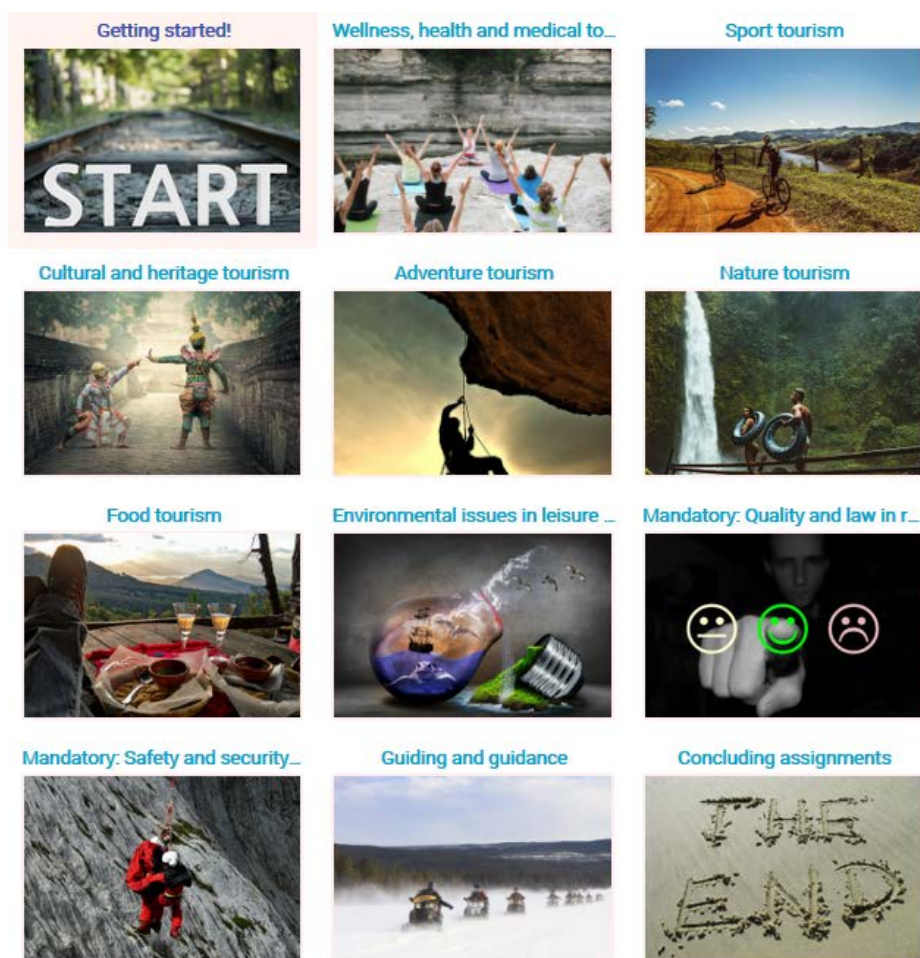 Getting started!
Wellness, health and medical to...
Sport tourism
START
Cultural and heritage tourism
Adventure tourism
Nature tourism
Food tourism
Environmental issues in leisure ...
Mandatory: Quality and law in r...
Mandatory: Safety and security...
Guiding and guidance
Concluding assignments
THE
END